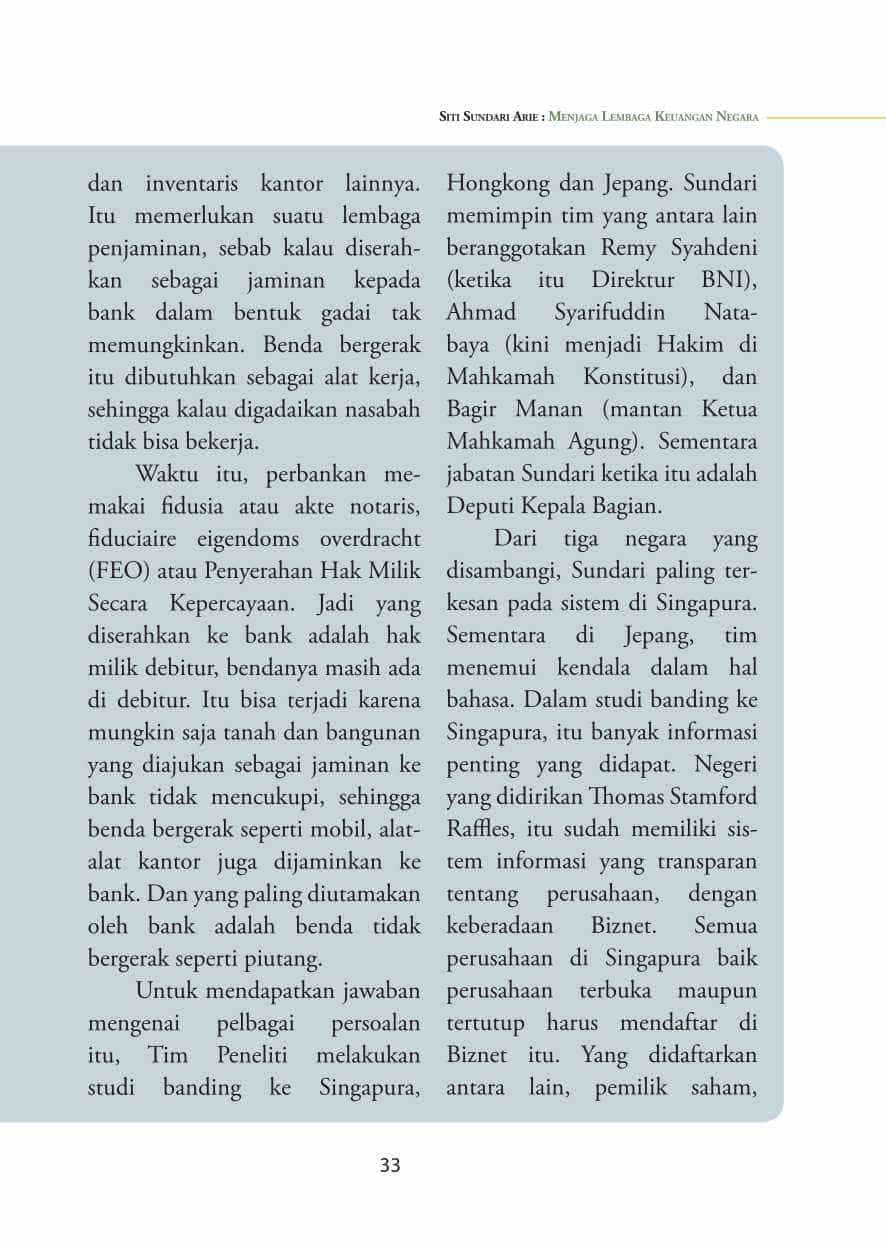 Siti Sundari Arie : Menjaga Lembaga Keuangan Negara
dan inventaris kantor lainnya.
Itu memerlukan suatu lembaga
penjaminan, sebab kalau diserah-
kan sebagai jaminan kepada
bank dalam bentuk gadai tak
memungkinkan. Benda bergerak
itu dibutuhkan sebagai alat kerja,
sehingga kalau digadaikan nasabah
tidak bisa bekerja.
Waktu itu, perbankan me-
makai fidusia atau akte notaris,
fiduciaire eigendoms overdracht
(FEO) atau Penyerahan Hak Milik
Secara Kepercayaan. Jadi yang
diserahkan ke bank adalah hak
milik debitur, bendanya masih ada
di debitur. Itu bisa terjadi karena
mungkin saja tanah dan bangunan
yang diajukan sebagai jaminan ke
bank tidak mencukupi, sehingga
benda bergerak seperti mobil, alat-
alat kantor juga dijaminkan ke
bank. Dan yang paling diutamakan
oleh bank adalah benda tidak
bergerak seperti piutang.
Untuk mendapatkan jawaban
mengenai pelbagai persoalan
itu, Tim Peneliti melakukan
studi banding ke Singapura,
Hongkong dan Jepang. Sundari
memimpin tim yang antara lain
beranggotakan Remy Syahdeni
(ketika itu Direktur BNI),
Ahmad Syarifuddin Nata-
baya (kini menjadi Hakim di
Mahkamah Konstitusi), dan
Bagir Manan (mantan Ketua
Mahkamah Agung). Sementara
jabatan Sundari ketika itu adalah
Deputi Kepala Bagian.
Dari tiga negara yang
disambangi, Sundari paling ter-
kesan pada sistem di Singapura.
Sementara di Jepang, tim
menemui kendala dalam hal
bahasa. Dalam studi banding ke
Singapura, itu banyak informasi
penting yang didapat. Negeri
yang didirikan Thomas Stamford
Raffles, itu sudah memiliki sis-
tem informasi yang transparan
tentang perusahaan, dengan
keberadaan Biznet. Semua
perusahaan di Singapura baik
perusahaan terbuka maupun
tertutup harus mendaftar di
Biznet itu. Yang didaftarkan
antara lain, pemilik saham,
33